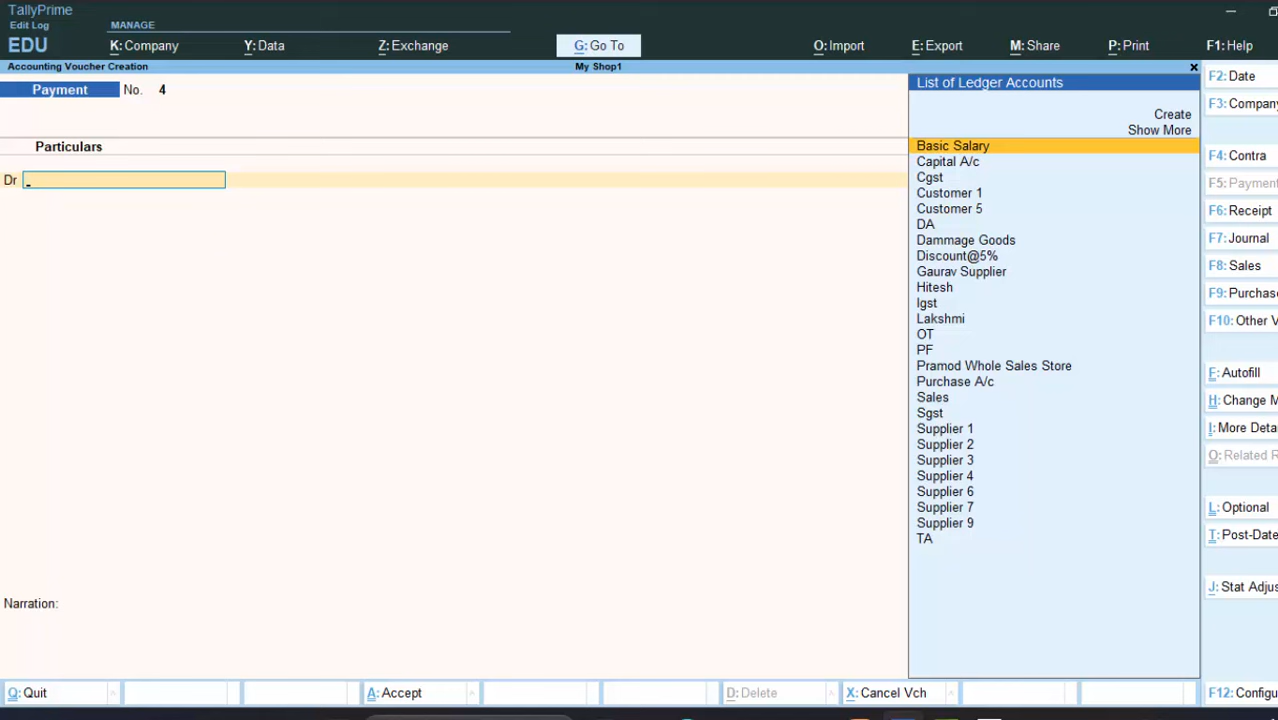 TallyPrime
Edit Log
MANAGE
EDU
K: Company
Y: Data
Z: Exchange
G: Go To
O: Import
E: Export
M: Share
P: Print
F1: Help
Accounting Voucher Creation
My Shop1
Payment
No. 4
Particulars
Dr
List of Ledger Accounts
Create
Show More
Basic Salary
Capital A/c
Cgst
Customer 1
Customer 5
DA
Dammage Goods
Discount@5%
Gaurav Supplier
Hitesh
Igst
Lakshmi
OT
PF
Pramod Whole Sales Store
Purchase A/c
Sales
Sgst
Supplier 1
Supplier 2
Supplier 3
Supplier 4
Supplier 6
Supplier 7
Supplier 9
TA
F2: Date
F3: Company
F4: Contra
F5: Payment
F6: Receipt
F7: Journal
F8: Sales
F9: Purchase
F10: Other V
F: Autofill
H: Change M
I: More Detai
O: Related R
L: Optional
T: Post-Date
J: Stat Adjus
Narration:
Q: Quit
A: Accept
D: Delete
X: Cancel Vch
F12: Configu